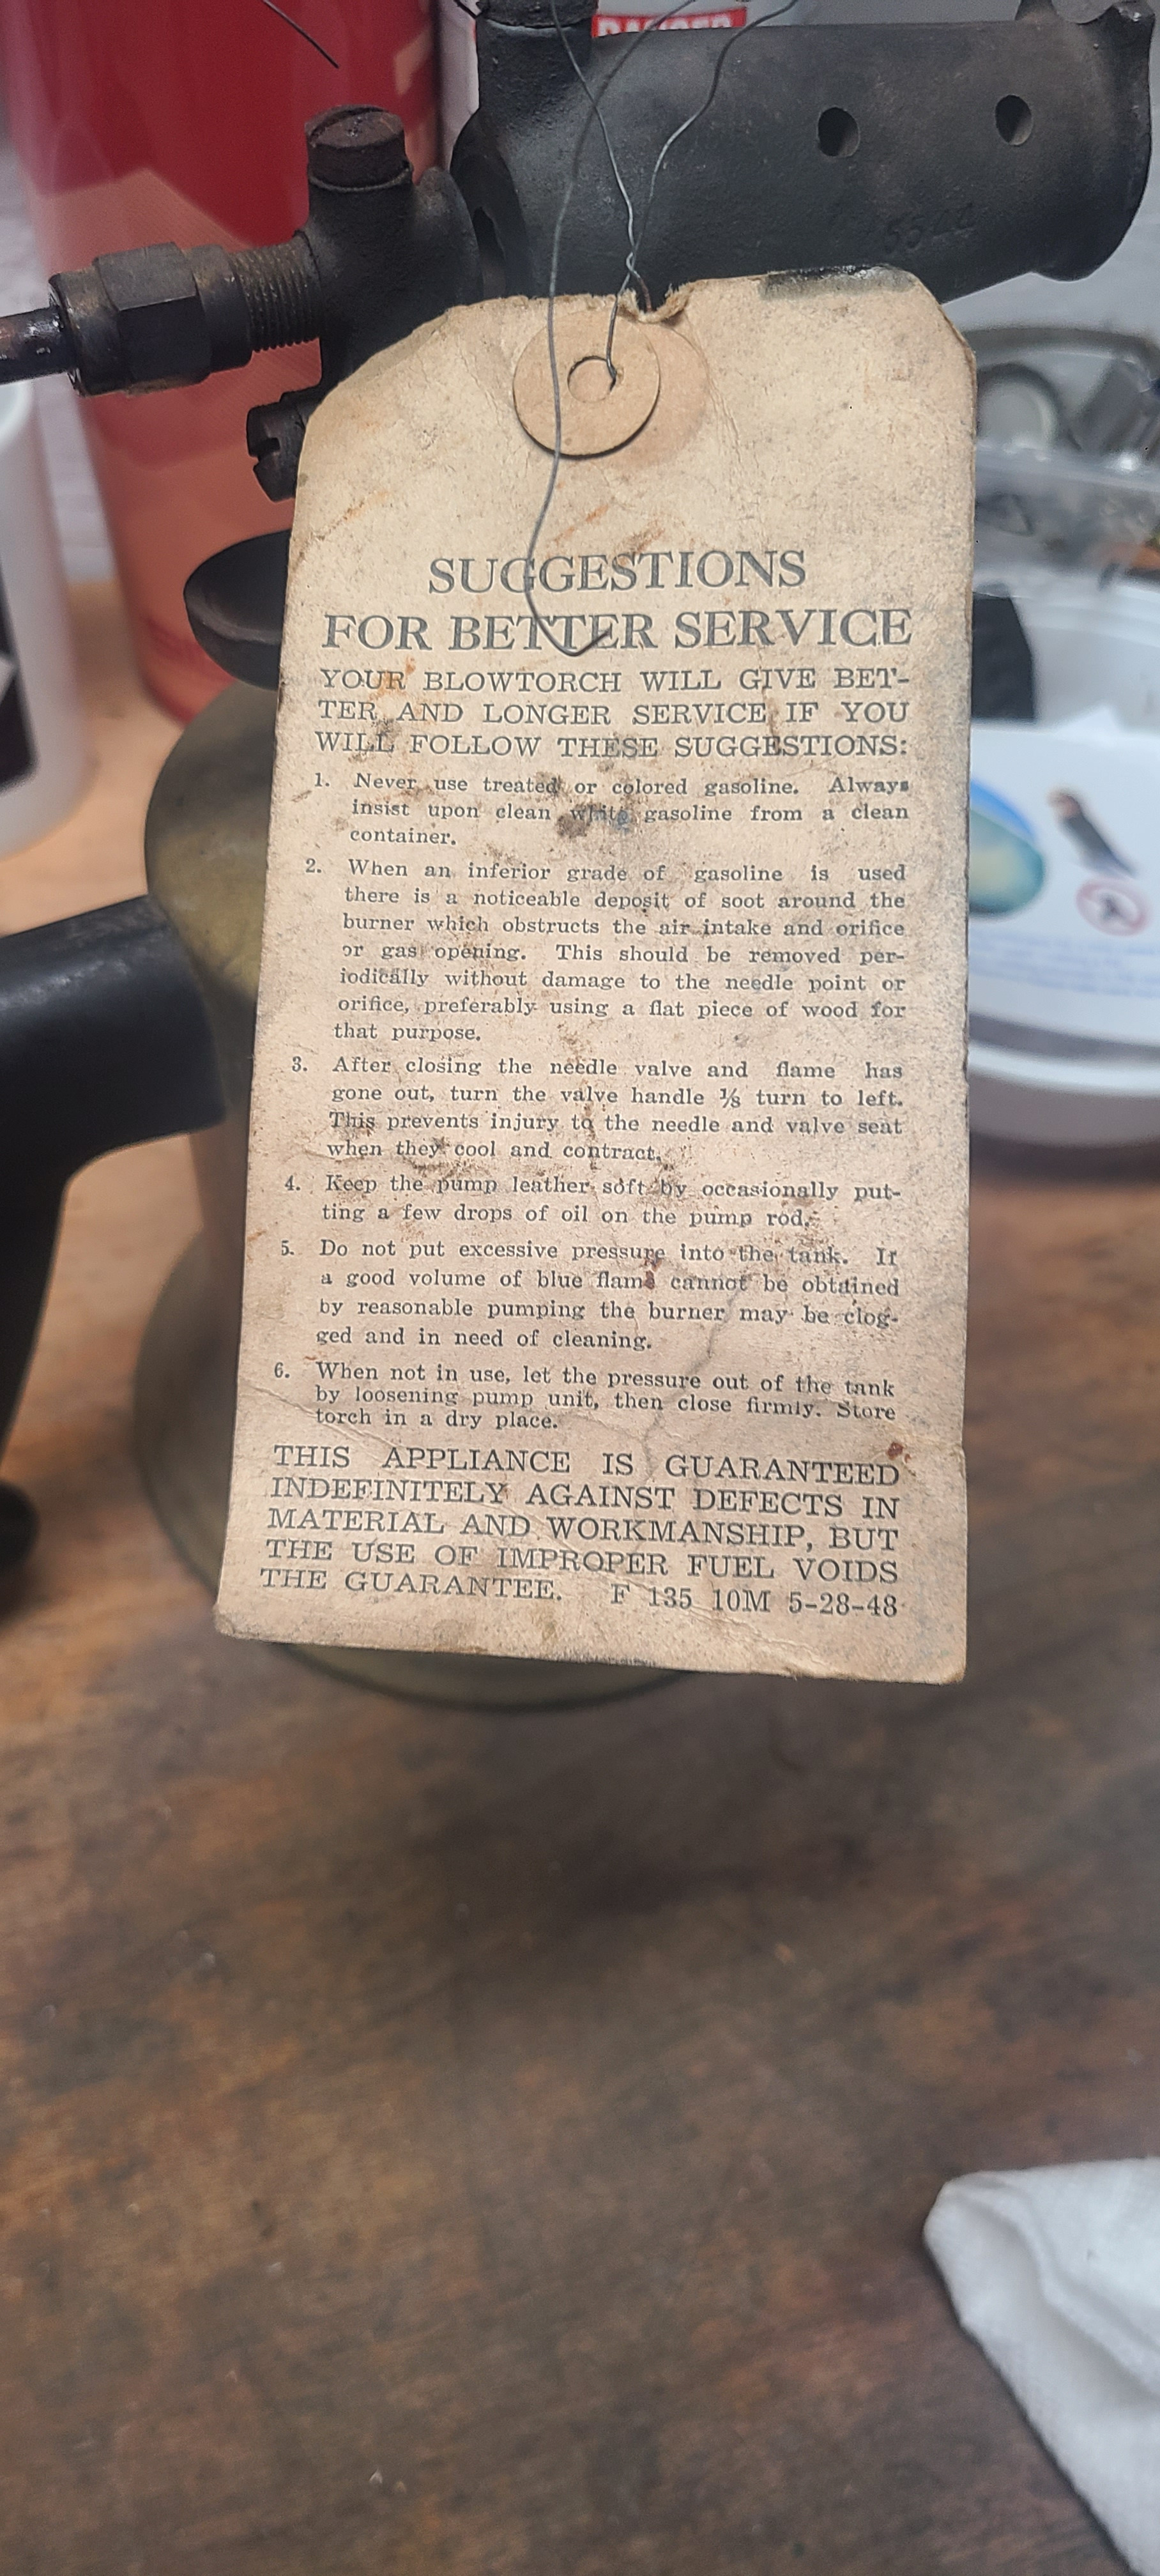 DANGER
5544
SUGGESTIONS
FOR BETTER SERVICE
YOUR BLOWTORCH WILL GIVE BET-
TER AND LONGER SERVICE IF YOU
WILL FOLLOW THESE SUGGESTIONS:
1. Never use treated or colored gasoline. Always
insist upon clean white gasoline from a clean
container.
2. When an inferior grade of gasoline is used
there is a noticeable deposit of soot around the
burner which obstructs the air intake and orifice
or gas opening. This should be removed per-
iodically without damage to the needle point or
orifice, preferably using a flat piece of wood for
that purpose.
3. After closing the needle valve and flame has
gone out, turn the valve handle ⅛ turn to left.
This prevents injury to the needle and valve seat
when they cool and contract.
4. Keep the pump leather soft by occasionally put-
ting a few drops of oil on the pump rod.
5. Do not put excessive pressure into the tank. If
a good volume of blue flame cannot be obtained
by reasonable pumping the burner may be clog-
ged and in need of cleaning.
6. When not in use, let the pressure out of the tank
by loosening pump unit, then close firmly. Store
torch in a dry place.
THIS APPLIANCE IS GUARANTEED
INDEFINITELY AGAINST DEFECTS IN
MATERIAL AND WORKMANSHIP, BUT
THE USE OF IMPROPER FUEL VOIDS
THE GUARANTEE. F 135 10M 5-28-48